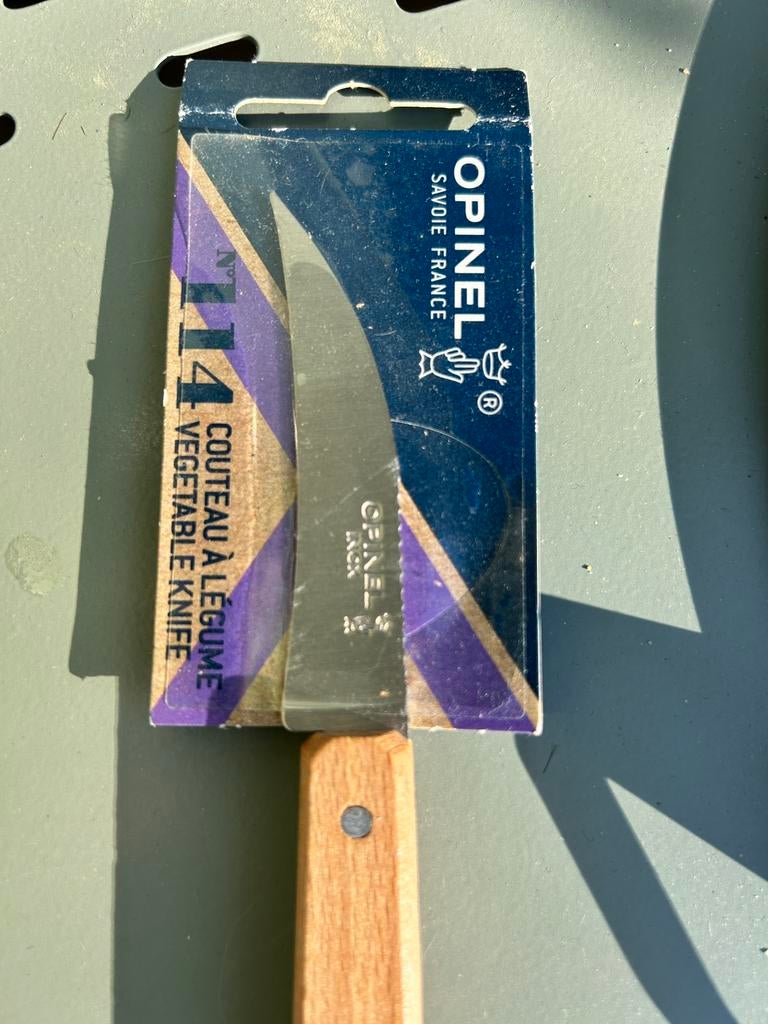 OPINEL®
SAVOIE FRANCE
N°114
COUTEAU À LÉGUME
VEGETABLE KNIFE
OPINEL
INOX